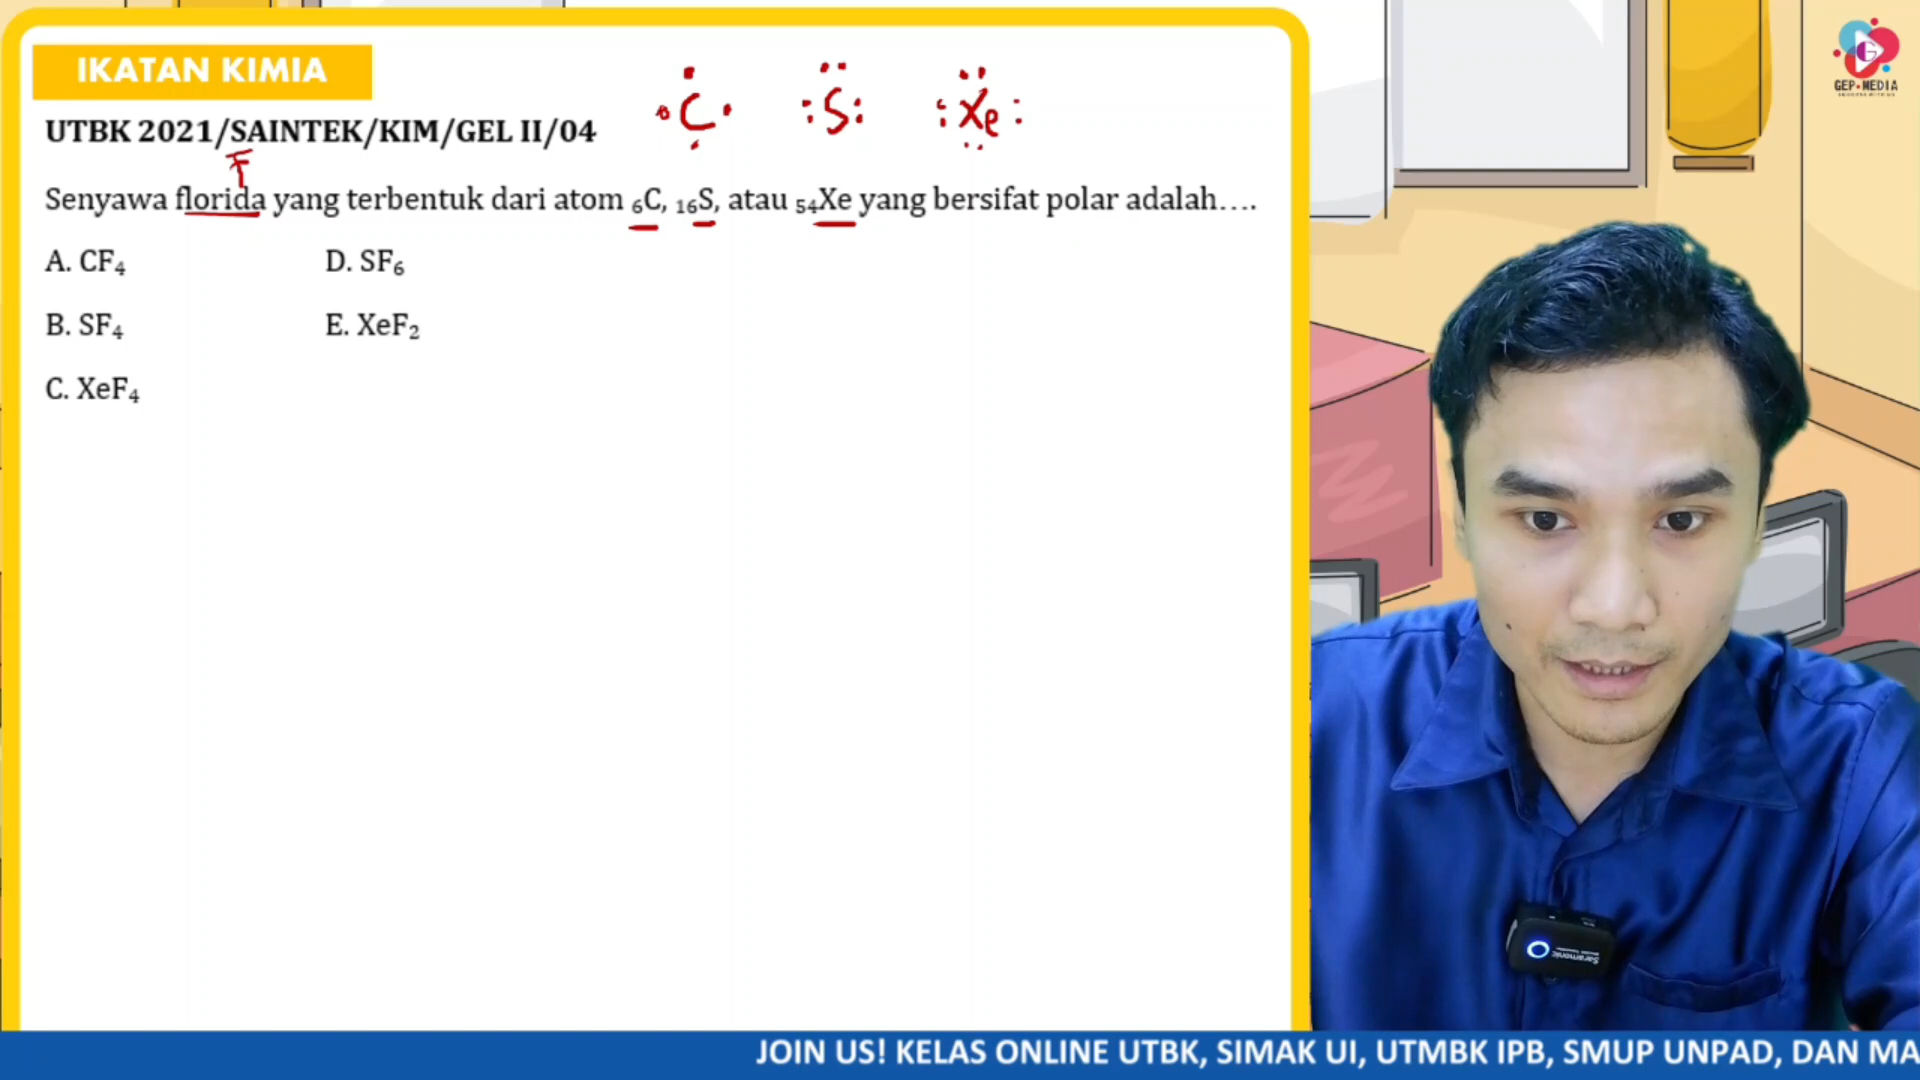 IKATAN KIMIA
UTBK 2021/SAINTEK/KIM/GEL II/04
C S Xe
F
Senyawa florida yang terbentuk dari atom ₆C, ₁₆S, atau ₅₄Xe yang bersifat polar adalah....
A. CF₄ D. SF₆
B. SF₄ E. XeF₂
C. XeF₄
GEP MEDIA
Saramonic
JOIN US! KELAS ONLINE UTBK, SIMAK UI, UTMBK IPB, SMUP UNPAD, DAN MA